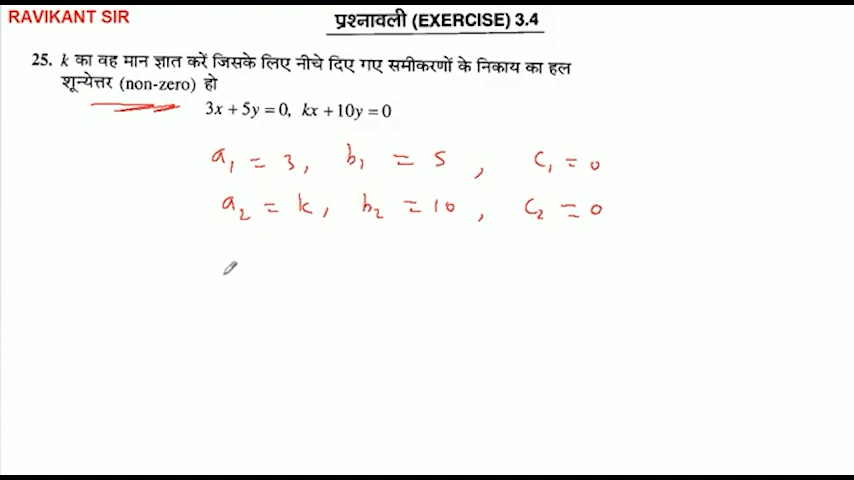 RAVIKANT SIR
प्रश्नावली (EXERCISE) 3.4
25. k का वह मान ज्ञात करें जिसके लिए नीचे दिए गए समीकरणों के निकाय का हल
शून्येत्तर (non-zero) हो
3x + 5y = 0, kx + 10y = 0
a₁ = 3, b₁ = 5, c₁ = 0
a₂ = k, b₂ = 10, c₂ = 0